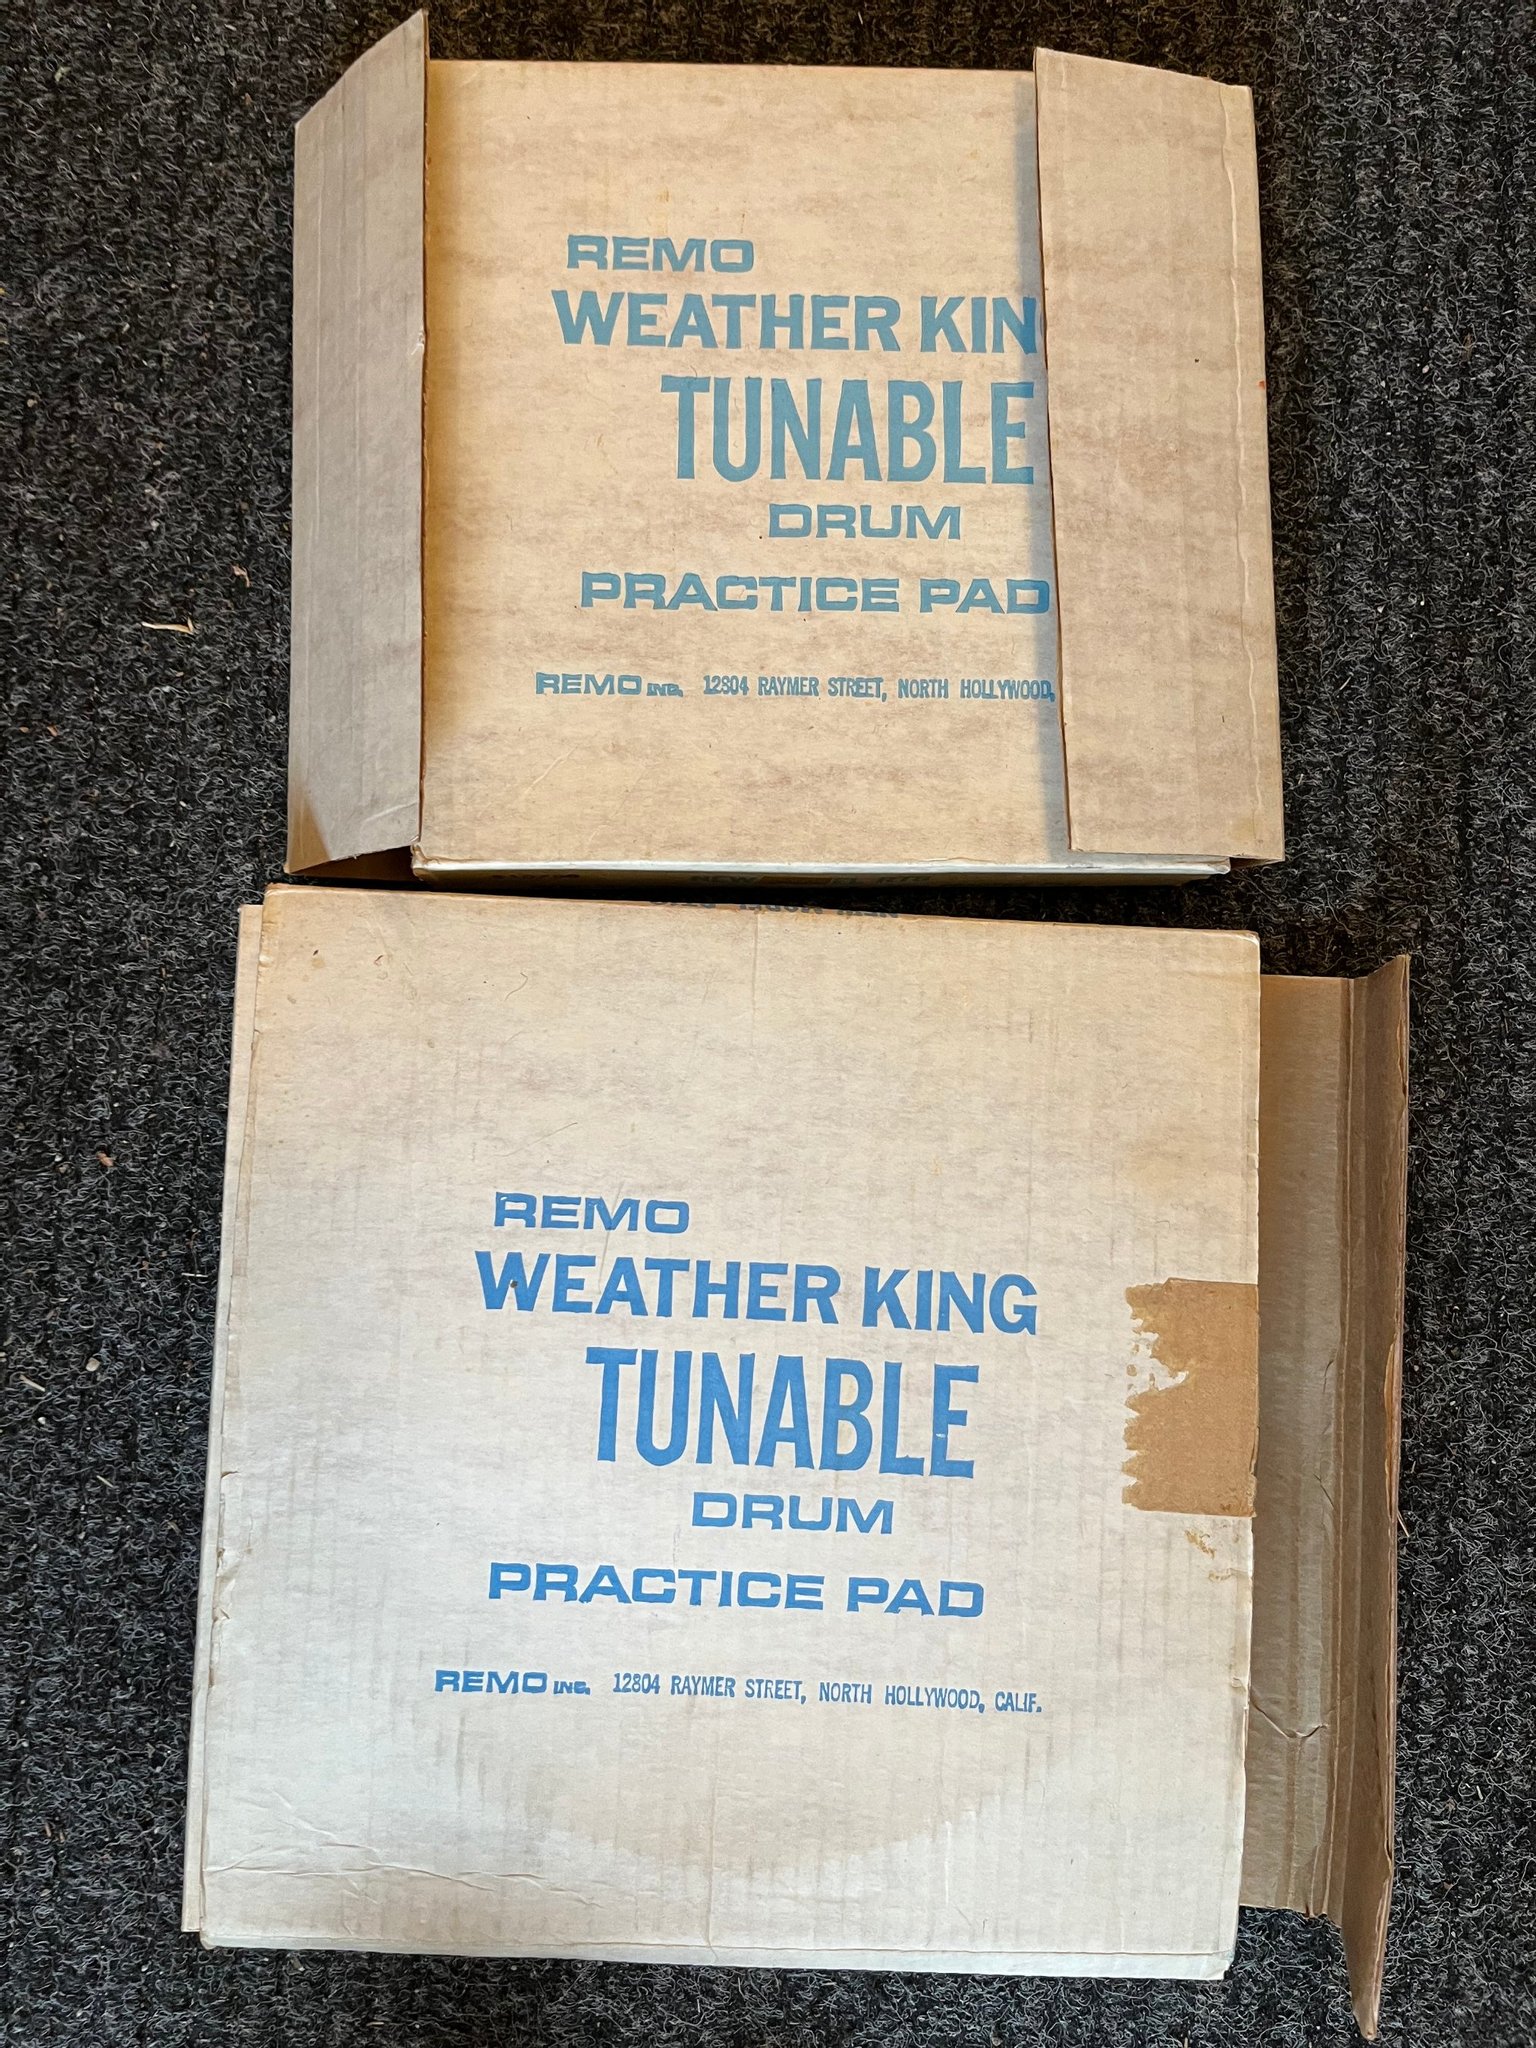 REMO
WEATHER KIN
TUNABLE
DRUM
PRACTICE PAD
REMO INC. 12804 RAYMER STREET, NORTH HOLLYWOOD,
NEW
REMO
WEATHER KING
TUNABLE
DRUM
PRACTICE PAD
REMO INC. 12804 RAYMER STREET, NORTH HOLLYWOOD, CALIF.